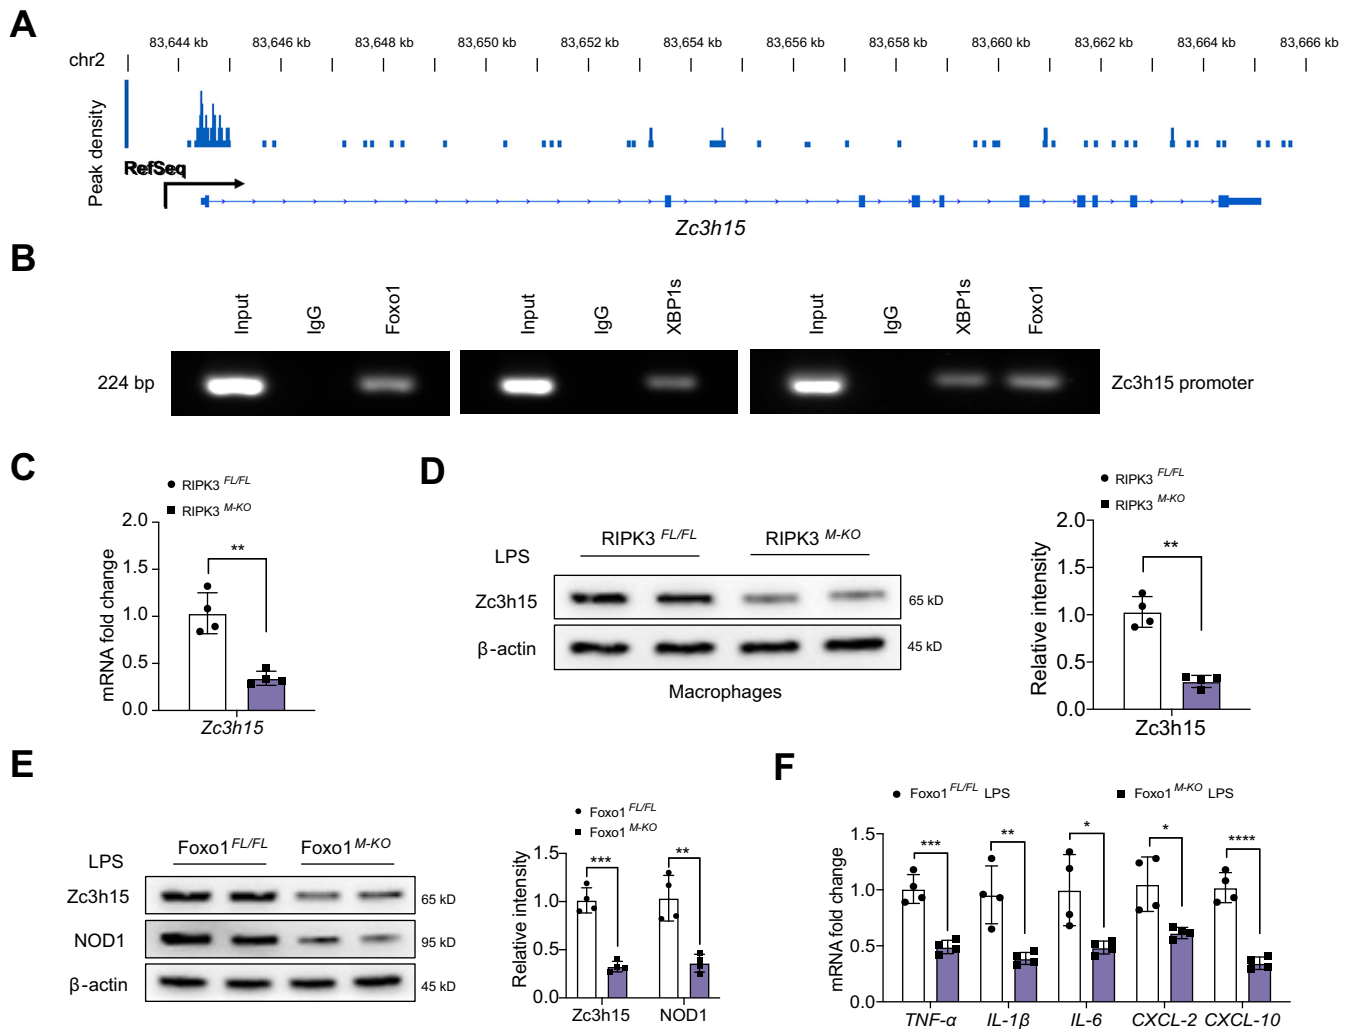 A
83,644 kb 83,646 kb 83,648 kb 83,650 kb 83,652 kb 83,654 kb 83,656 kb 83,658 kb 83,660 kb 83,662 kb 83,664 kb 83,666 kb
chr2
Peak density
RefSeq
Zc3h15
B
Input IgG Foxo1 Input IgG XBP1s Input IgG XBP1s Foxo1
224 bp Zc3h15 promoter
C
RIPK3 FL/FL
RIPK3 M-KO
mRNA fold change
2.0
1.5
1.0
0.5
0.0
**
Zc3h15
D
LPS RIPK3 FL/FL RIPK3 M-KO
Zc3h15 65 kD
β-actin 45 kD
Macrophages
RIPK3 FL/FL
RIPK3 M-KO
Relative intensity
2.0
1.5
1.0
0.5
0.0
**
Zc3h15
E
LPS Foxo1 FL/FL Foxo1 M-KO
Zc3h15 65 kD
NOD1 95 kD
β-actin 45 kD
Foxo1 FL/FL
Foxo1 M-KO
Relative intensity
1.5
1.0
0.5
0.0
*** **
Zc3h15 NOD1
F
Foxo1 FL/FL LPS Foxo1 M-KO LPS
mRNA fold change
1.5
1.0
0.5
0.0
*** ** * * ****
TNF-α IL-1β IL-6 CXCL-2 CXCL-10